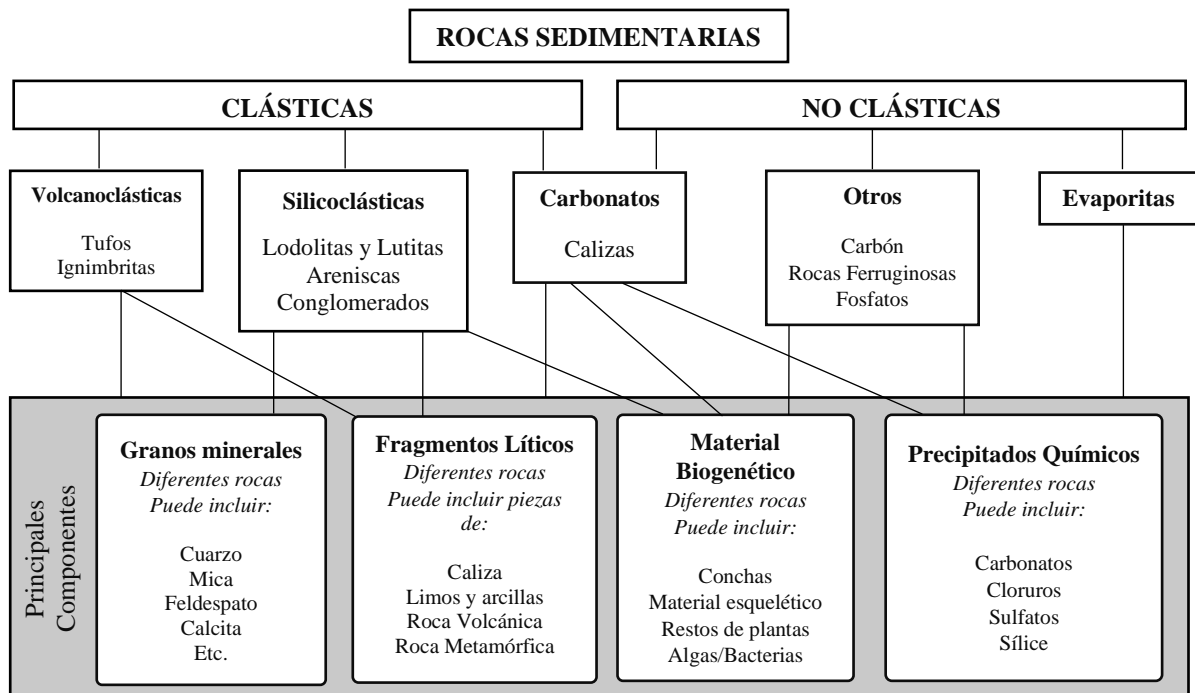 ROCAS SEDIMENTARIAS
CLÁSTICAS
NO CLÁSTICAS
Volcanoclásticas
Tufos
Ignimbritas
Silicoclásticas
Lodolitas y Lutitas
Areniscas
Conglomerados
Carbonatos
Calizas
Otros
Carbón
Rocas Ferruginosas
Fosfatos
Evaporitas
Principales
Componentes
Granos minerales
Diferentes rocas
Puede incluir:
Cuarzo
Mica
Feldespato
Calcita
Etc.
Fragmentos Líticos
Diferentes rocas
Puede incluir piezas
de:
Caliza
Limos y arcillas
Roca Volcánica
Roca Metamórfica
Material
Biogenético
Diferentes rocas
Puede incluir:
Conchas
Material esquelético
Restos de plantas
Algas/Bacterias
Precipitados Químicos
Diferentes rocas
Puede incluir:
Carbonatos
Cloruros
Sulfatos
Sílice